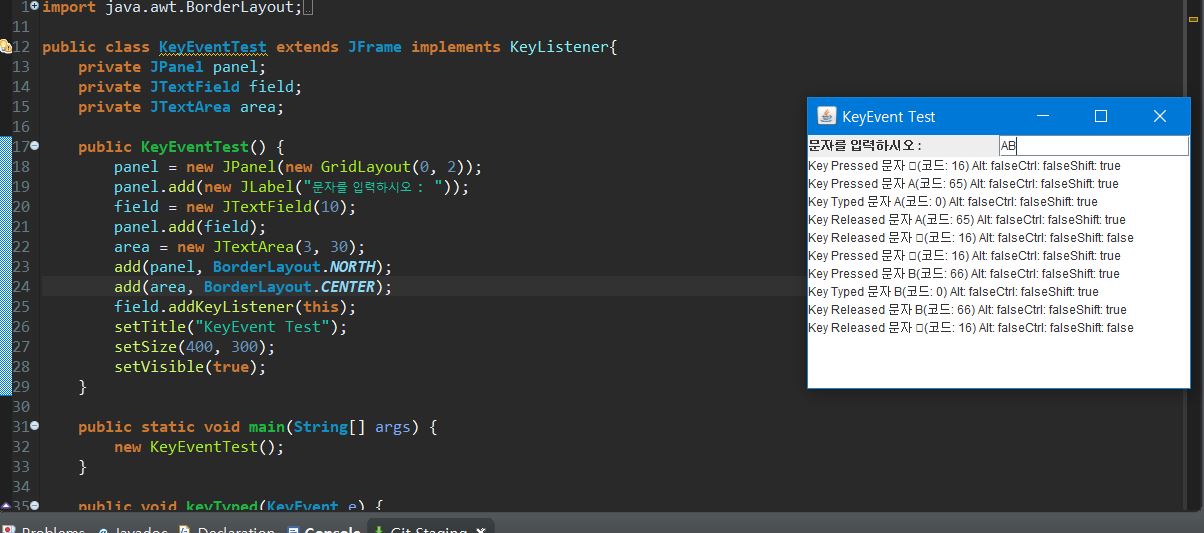 1 import java.awt.BorderLayout;
11
12 public class KeyEventTest extends JFrame implements KeyListener{
13 private JPanel panel;
14 private JTextField field;
15 private JTextArea area;
16
17 public KeyEventTest() {
18 panel = new JPanel(new GridLayout(0, 2));
19 panel.add(new JLabel("문자를 입력하시오 : "));
20 field = new JTextField(10);
21 panel.add(field);
22 area = new JTextArea(3, 30);
23 add(panel, BorderLayout.NORTH);
24 add(area, BorderLayout.CENTER);
25 field.addKeyListener(this);
26 setTitle("KeyEvent Test");
27 setSize(400, 300);
28 setVisible(true);
29 }
30
31 public static void main(String[] args) {
32 new KeyEventTest();
33 }
34
35 public void keyTyped(KeyEvent e) {
Problems Javadoc Declaration Console Git Staging
KeyEvent Test
문자를 입력하시오 : AB
Key Pressed 문자 □(코드: 16) Alt: falseCtrl: falseShift: true
Key Pressed 문자 A(코드: 65) Alt: falseCtrl: falseShift: true
Key Typed 문자 A(코드: 0) Alt: falseCtrl: falseShift: true
Key Released 문자 A(코드: 65) Alt: falseCtrl: falseShift: true
Key Released 문자 □(코드: 16) Alt: falseCtrl: falseShift: false
Key Pressed 문자 □(코드: 16) Alt: falseCtrl: falseShift: true
Key Pressed 문자 B(코드: 66) Alt: falseCtrl: falseShift: true
Key Typed 문자 B(코드: 0) Alt: falseCtrl: falseShift: true
Key Released 문자 B(코드: 66) Alt: falseCtrl: falseShift: true
Key Released 문자 □(코드: 16) Alt: falseCtrl: falseShift: false